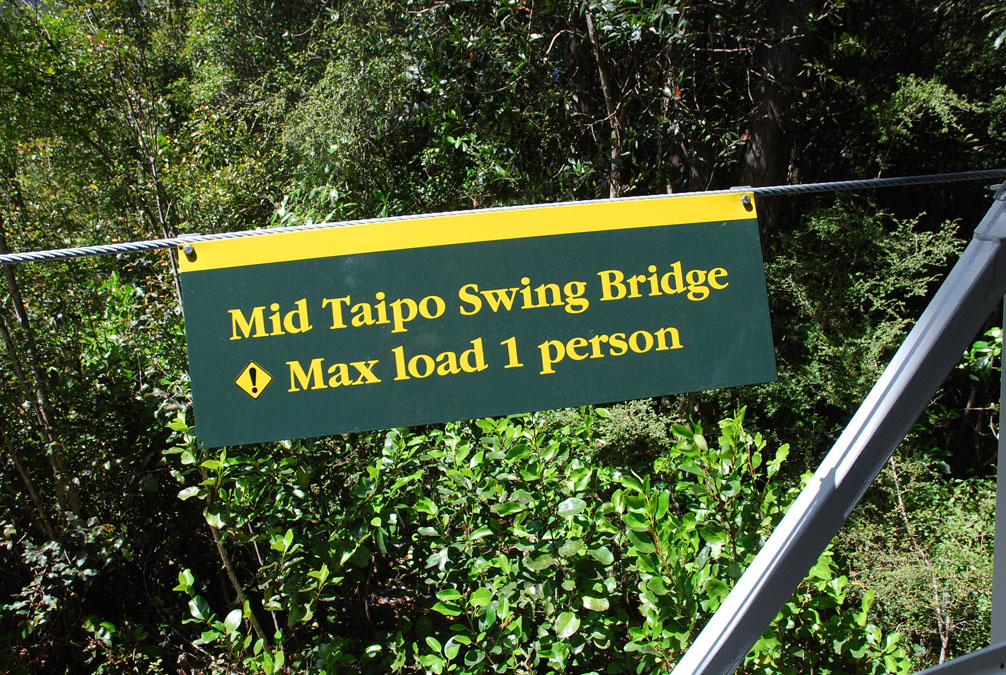 Mid Taipo Swing Bridge
Max load 1 person